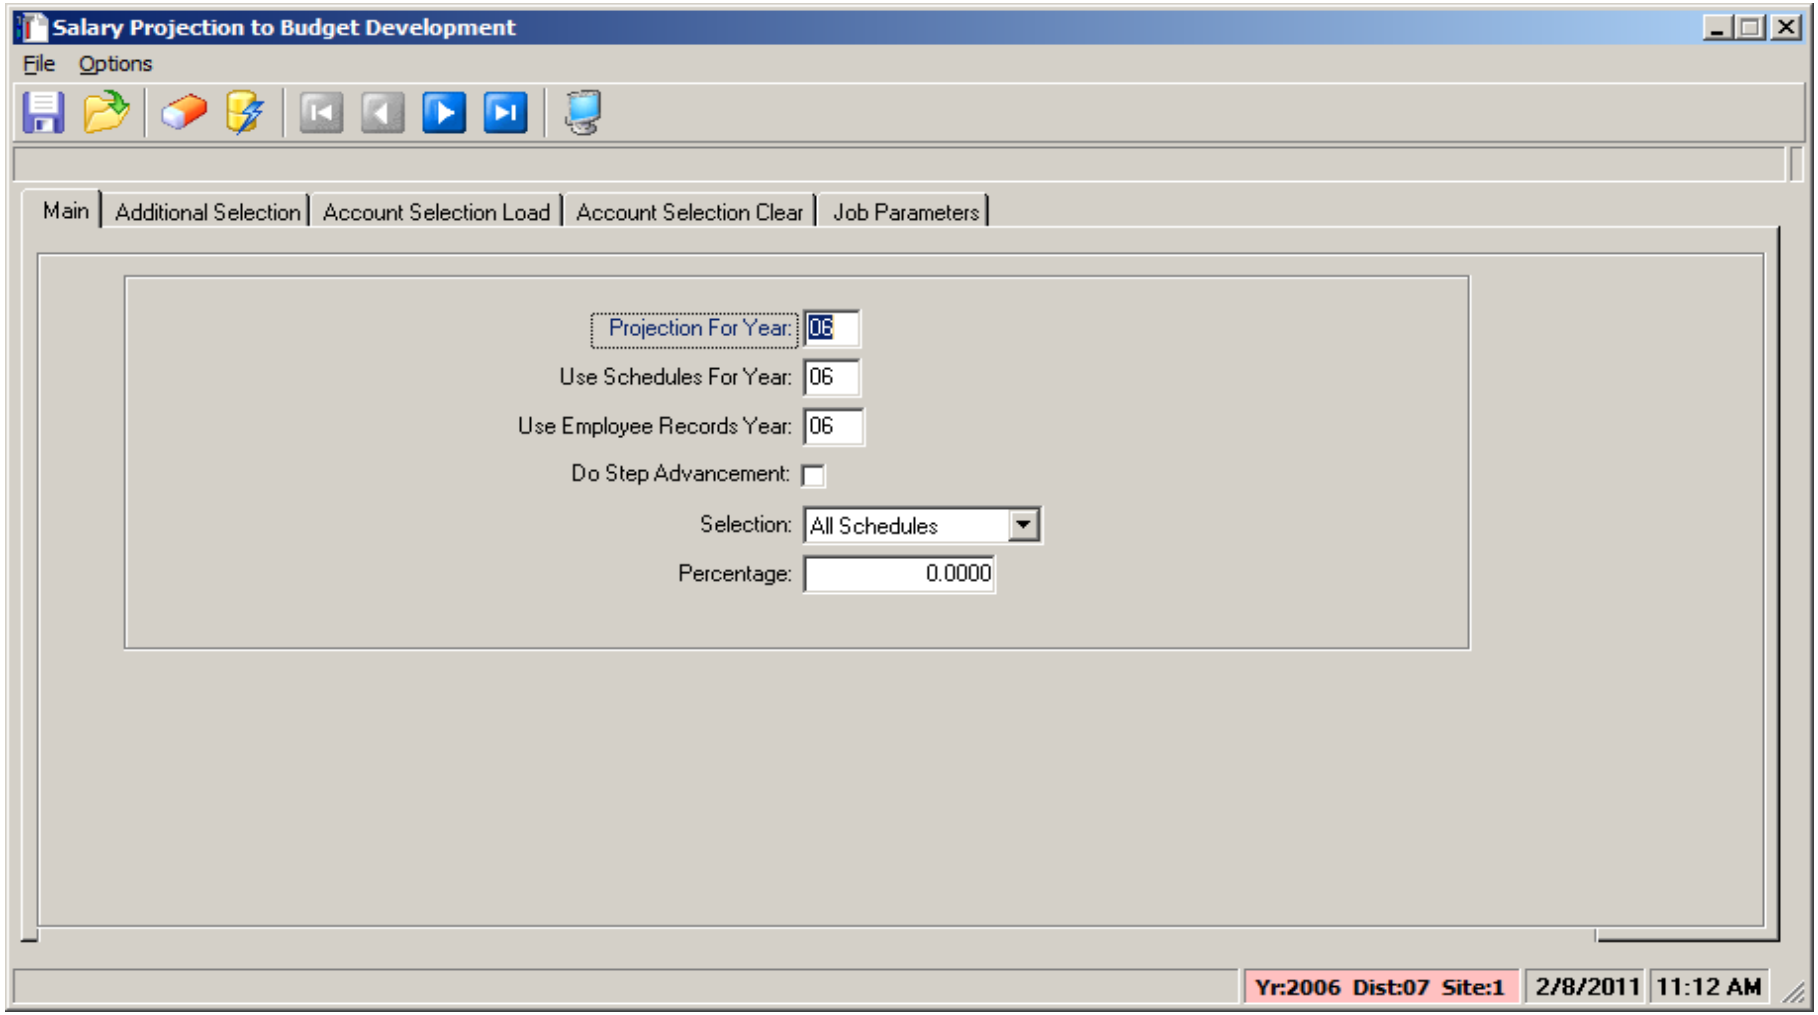 Salary Projection to Budget Development
File Options
Main Additional Selection Account Selection Load Account Selection Clear Job Parameters
Projection For Year: 06
Use Schedules For Year: 06
Use Employee Records Year: 06
Do Step Advancement:
Selection: All Schedules
Percentage: 0.0000
Yr:2006 Dist:07 Site:1 2/8/2011 11:12 AM